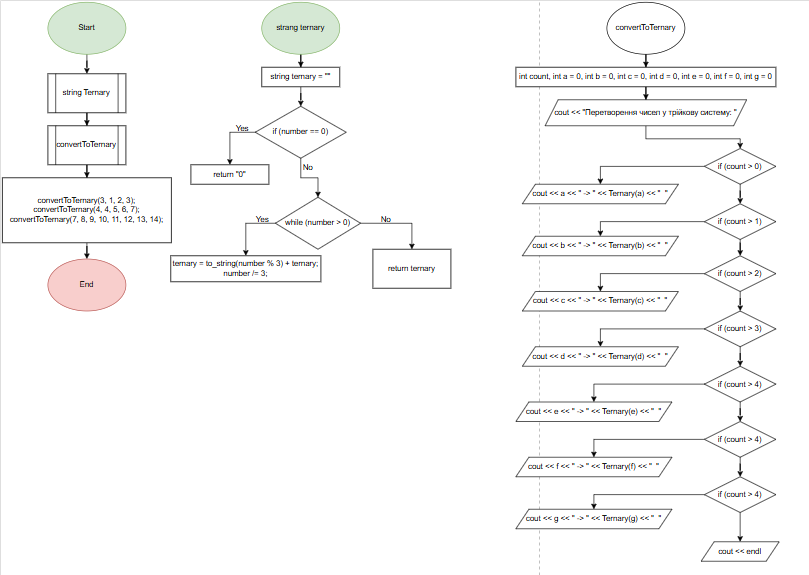 Start
string Ternary
convertToTernary
convertToTernary(3, 1, 2, 3);
convertToTernary(4, 4, 5, 6, 7);
convertToTernary(7, 8, 9, 10, 11, 12, 13, 14);
End
strang ternary
string ternary = ""
if (number == 0)
Yes
return "0"
No
while (number > 0)
Yes
No
ternary = to_string(number % 3) + ternary;
number /= 3;
return ternary
convertToTernary
int count, int a = 0, int b = 0, int c = 0, int d = 0, int e = 0, int f = 0, int g = 0
cout << "Перетворення чисел у трійкову систему: "
if (count > 0)
cout << a << " -> " << Ternary(a) << "  "
if (count > 1)
cout << b << " -> " << Ternary(b) << "  "
if (count > 2)
cout << c << " -> " << Ternary(c) << "  "
if (count > 3)
cout << d << " -> " << Ternary(d) << "  "
if (count > 4)
cout << e << " -> " << Ternary(e) << "  "
if (count > 4)
cout << f << " -> " << Ternary(f) << "  "
if (count > 4)
cout << g << " -> " << Ternary(g) << "  "
cout << endl